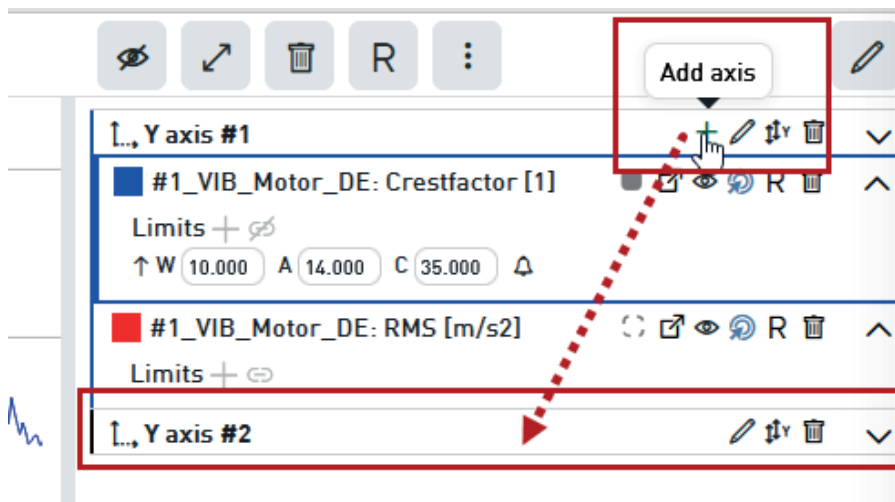 R
Add axis
Y axis #1
#1_VIB_Motor_DE: Crestfactor [1] R
Limits
W 10.000 A 14.000 C 35.000
#1_VIB_Motor_DE: RMS [m/s2] R
Limits
Y axis #2